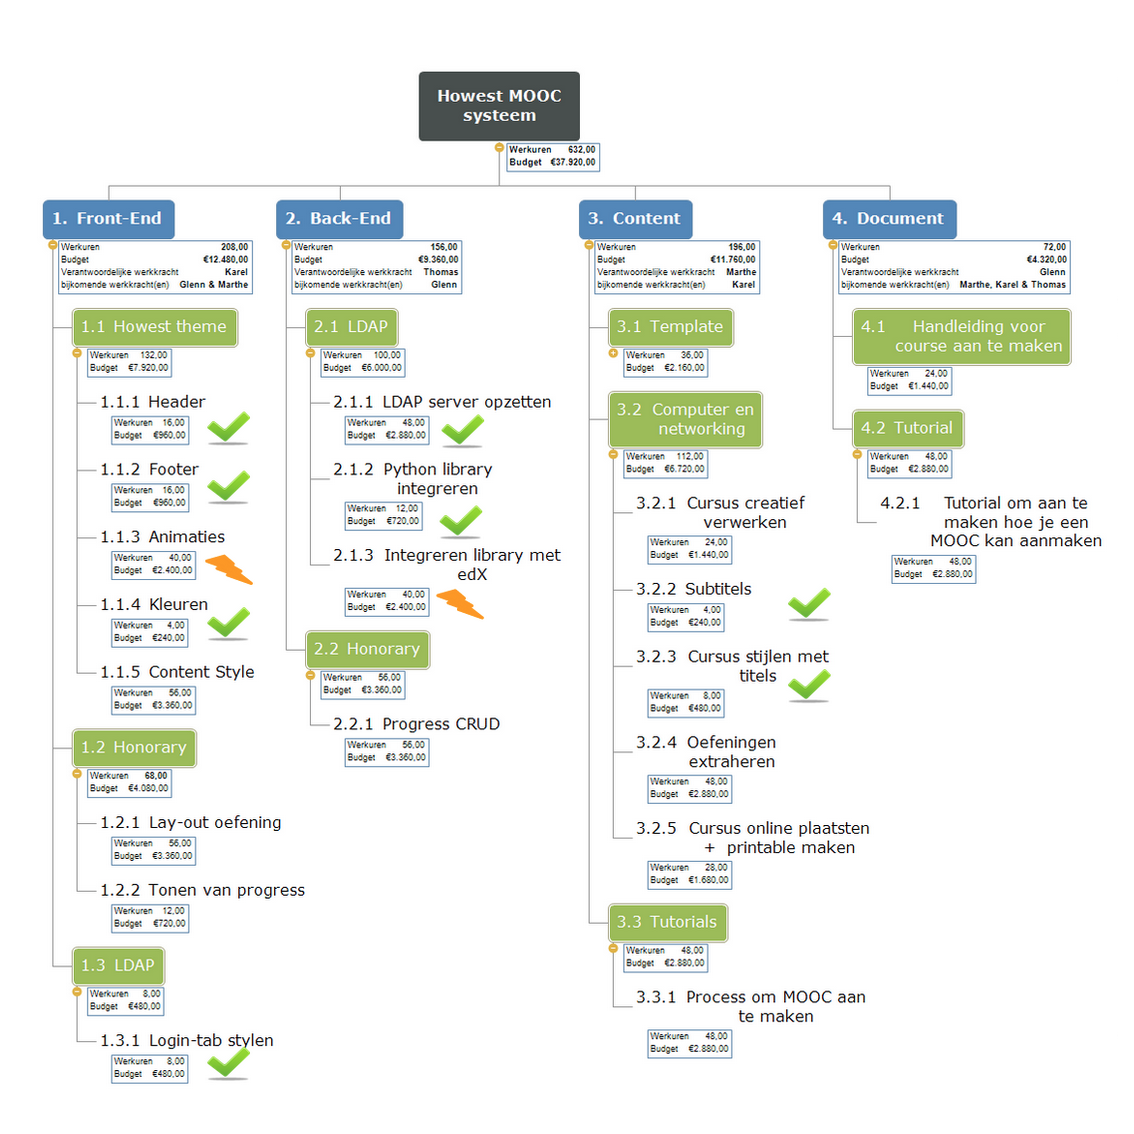 Howest MOOC
systeem
Werkuren 632,00
Budget €37.920,00
1. Front-End
Werkuren 208,00
Budget €12.480,00
Verantwoordelijke werkkracht Karel
bijkomende werkkracht(en) Glenn & Marthe
1.1 Howest theme
Werkuren 132,00
Budget €7.920,00
1.1.1 Header
Werkuren 16,00
Budget €960,00
1.1.2 Footer
Werkuren 16,00
Budget €960,00
1.1.3 Animaties
Werkuren 40,00
Budget €2.400,00
1.1.4 Kleuren
Werkuren 4,00
Budget €240,00
1.1.5 Content Style
Werkuren 56,00
Budget €3.360,00
1.2 Honorary
Werkuren 68,00
Budget €4.080,00
1.2.1 Lay-out oefening
Werkuren 56,00
Budget €3.360,00
1.2.2 Tonen van progress
Werkuren 12,00
Budget €720,00
1.3 LDAP
Werkuren 8,00
Budget €480,00
1.3.1 Login-tab stylen
Werkuren 8,00
Budget €480,00
2. Back-End
Werkuren 156,00
Budget €9.360,00
Verantwoordelijke werkkracht Thomas
bijkomende werkkracht(en) Glenn
2.1 LDAP
Werkuren 100,00
Budget €6.000,00
2.1.1 LDAP server opzetten
Werkuren 48,00
Budget €2.880,00
2.1.2 Python library
integreren
Werkuren 12,00
Budget €720,00
2.1.3 Integreren library met
edX
Werkuren 40,00
Budget €2.400,00
2.2 Honorary
Werkuren 56,00
Budget €3.360,00
2.2.1 Progress CRUD
Werkuren 56,00
Budget €3.360,00
3. Content
Werkuren 196,00
Budget €11.760,00
Verantwoordelijke werkkracht Marthe
bijkomende werkkracht(en) Karel
3.1 Template
Werkuren 36,00
Budget €2.160,00
3.2 Computer en
networking
Werkuren 112,00
Budget €6.720,00
3.2.1 Cursus creatief
verwerken
Werkuren 24,00
Budget €1.440,00
3.2.2 Subtitels
Werkuren 4,00
Budget €240,00
3.2.3 Cursus stijlen met
titels
Werkuren 8,00
Budget €480,00
3.2.4 Oefeningen
extraheren
Werkuren 48,00
Budget €2.880,00
3.2.5 Cursus online plaatsten
+ printable maken
Werkuren 28,00
Budget €1.680,00
3.3 Tutorials
Werkuren 48,00
Budget €2.880,00
3.3.1 Process om MOOC aan
te maken
Werkuren 48,00
Budget €2.880,00
4. Document
Werkuren 72,00
Budget €4.320,00
Verantwoordelijke werkkracht Glenn
bijkomende werkkracht(en) Marthe, Karel & Thomas
4.1 Handleiding voor
course aan te maken
Werkuren 24,00
Budget €1.440,00
4.2 Tutorial
Werkuren 48,00
Budget €2.880,00
4.2.1 Tutorial om aan te
maken hoe je een
MOOC kan aanmaken
Werkuren 48,00
Budget €2.880,00